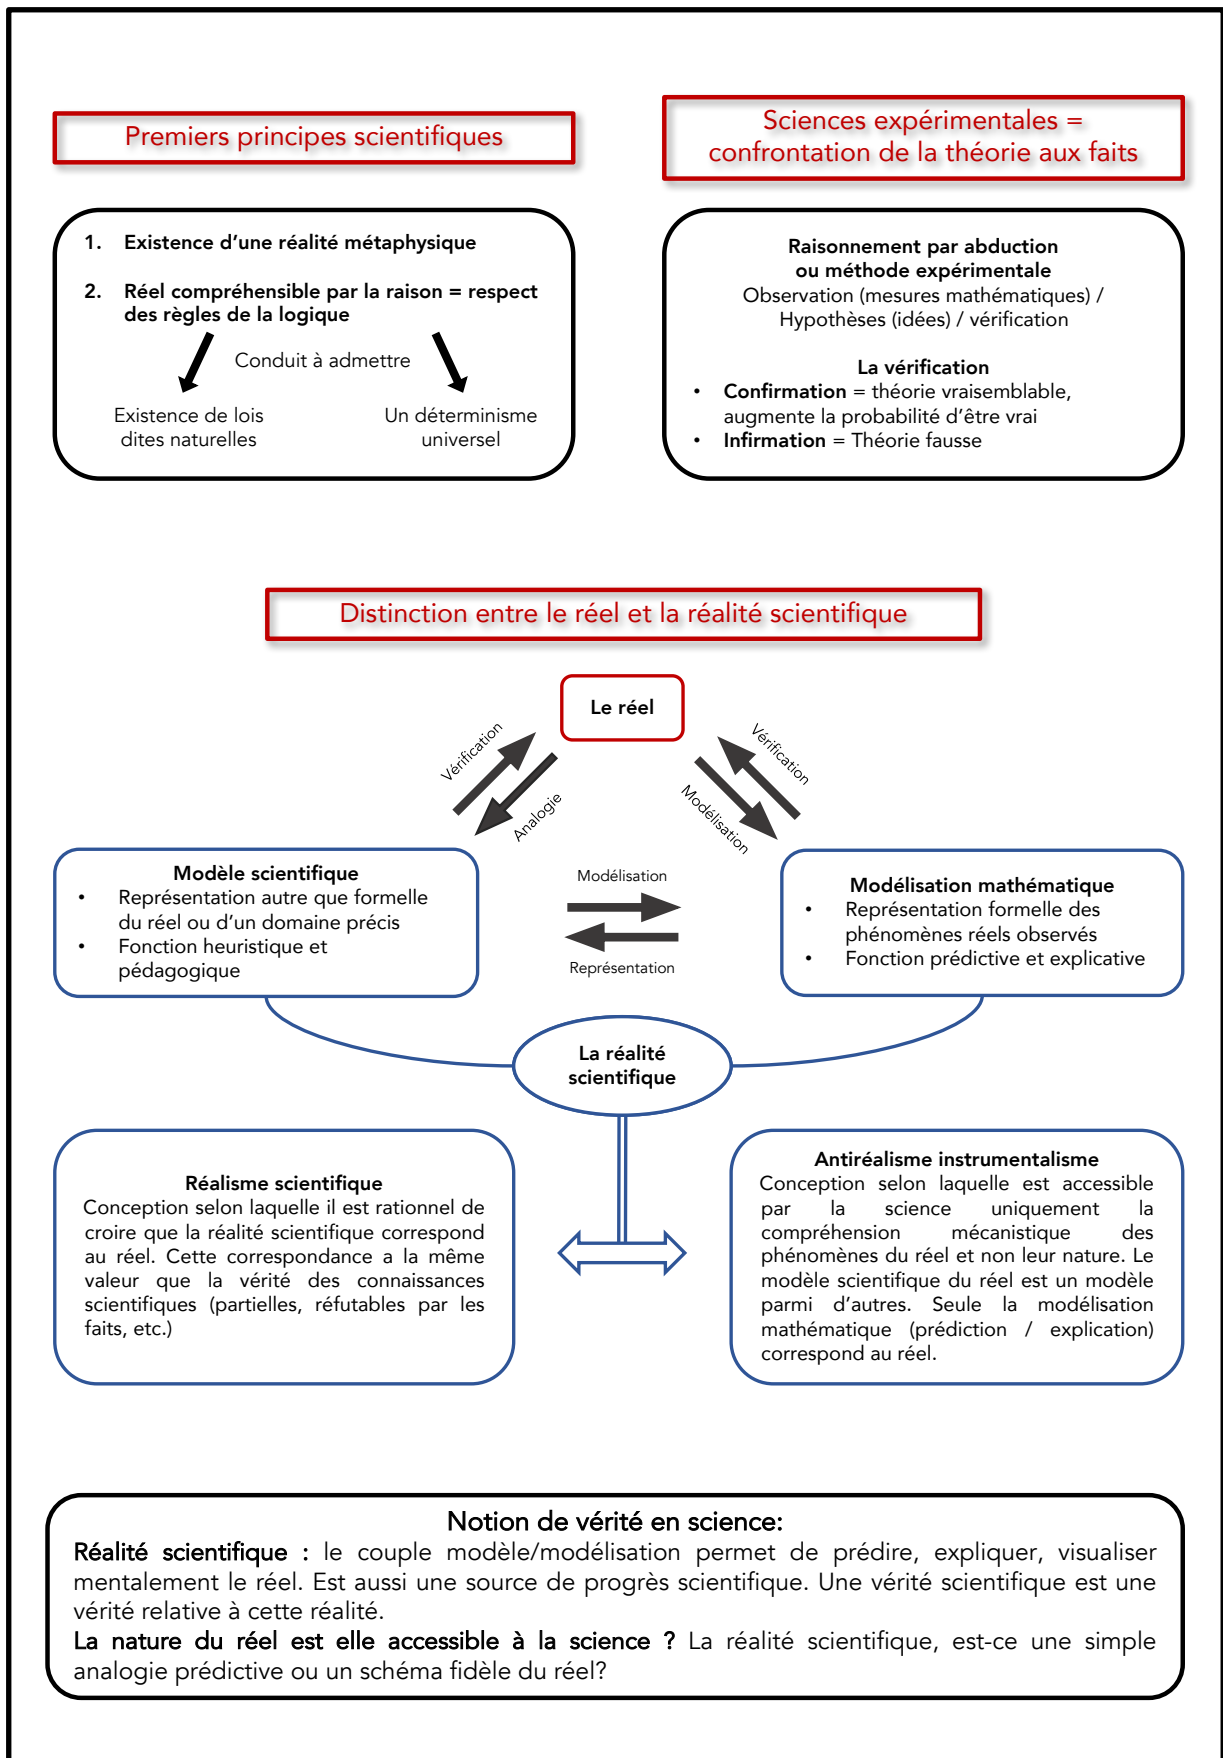 Premiers principes scientifiques
1. Existence d’une réalité métaphysique
2. Réel compréhensible par la raison = respect
des règles de la logique
Conduit à admettre
Existence de lois
dites naturelles
Un déterminisme
universel
Sciences expérimentales =
confrontation de la théorie aux faits
Raisonnement par abduction
ou méthode expérimentale
Observation (mesures mathématiques) /
Hypothèses (idées) / vérification
La vérification
• Confirmation = théorie vraisemblable,
augmente la probabilité d’être vrai
• Infirmation = Théorie fausse
Distinction entre le réel et la réalité scientifique
Le réel
Vérification
Analogie
Vérification
Modélisation
Modèle scientifique
• Représentation autre que formelle
du réel ou d’un domaine précis
• Fonction heuristique et
pédagogique
Modélisation
Représentation
Modélisation mathématique
• Représentation formelle des
phénomènes réels observés
• Fonction prédictive et explicative
La réalité
scientifique
Réalisme scientifique
Conception selon laquelle il est rationnel de
croire que la réalité scientifique correspond
au réel. Cette correspondance a la même
valeur que la vérité des connaissances
scientifiques (partielles, réfutables par les
faits, etc.)
Antiréalisme instrumentalisme
Conception selon laquelle est accessible
par la science uniquement la
compréhension mécanistique des
phénomènes du réel et non leur nature. Le
modèle scientifique du réel est un modèle
parmi d’autres. Seule la modélisation
mathématique (prédiction / explication)
correspond au réel.
Notion de vérité en science:
Réalité scientifique : le couple modèle/modélisation permet de prédire, expliquer, visualiser
mentalement le réel. Est aussi une source de progrès scientifique. Une vérité scientifique est une
vérité relative à cette réalité.
La nature du réel est elle accessible à la science ? La réalité scientifique, est-ce une simple
analogie prédictive ou un schéma fidèle du réel?